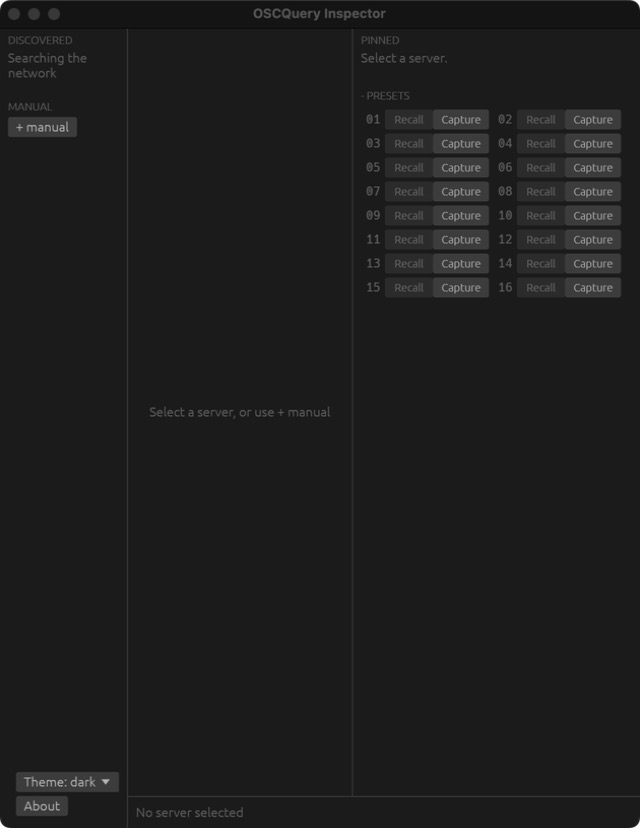 OSCQuery Inspector
DISCOVERED
Searching the
network
MANUAL
+ manual
Theme: dark
About
Select a server, or use + manual
PINNED
Select a server.
- PRESETS
01 Recall Capture 02 Recall Capture
03 Recall Capture 04 Recall Capture
05 Recall Capture 06 Recall Capture
07 Recall Capture 08 Recall Capture
09 Recall Capture 10 Recall Capture
11 Recall Capture 12 Recall Capture
13 Recall Capture 14 Recall Capture
15 Recall Capture 16 Recall Capture
No server selected